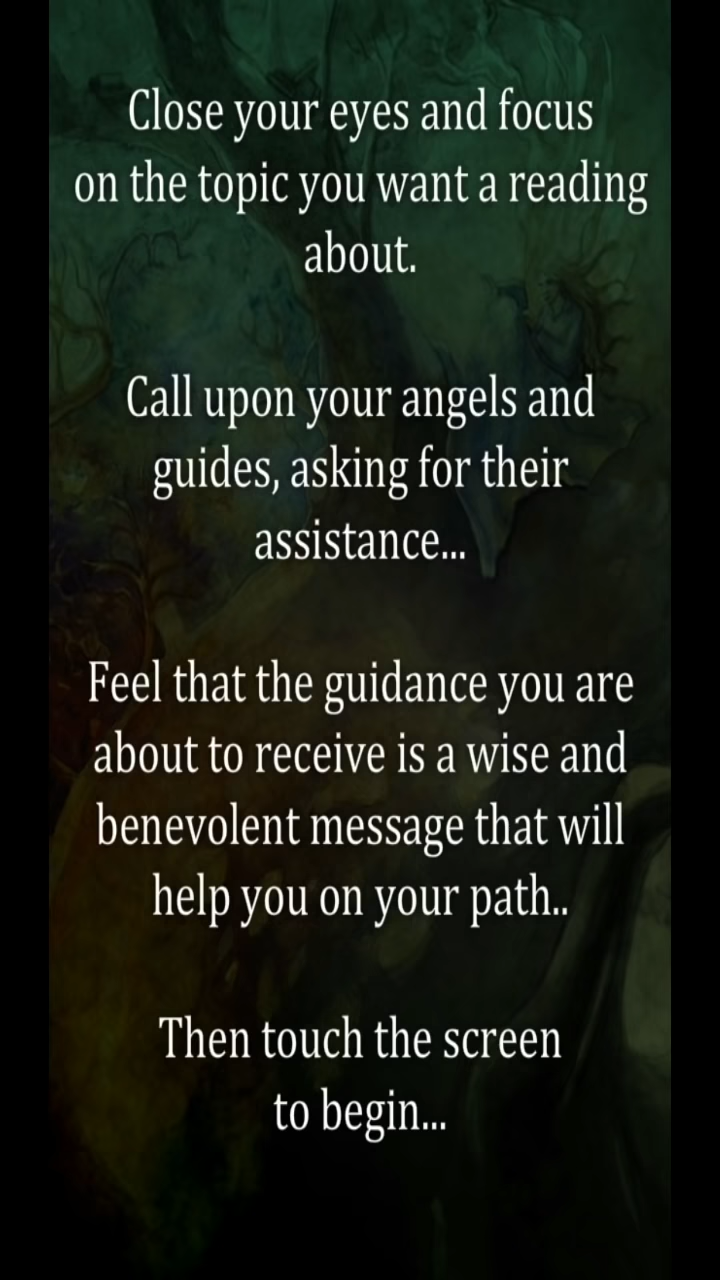 Close your eyes and focus
on the topic you want a reading
about.
Call upon your angels and
guides, asking for their
assistance...
Feel that the guidance you are
about to receive is a wise and
benevolent message that will
help you on your path..
Then touch the screen
to begin...